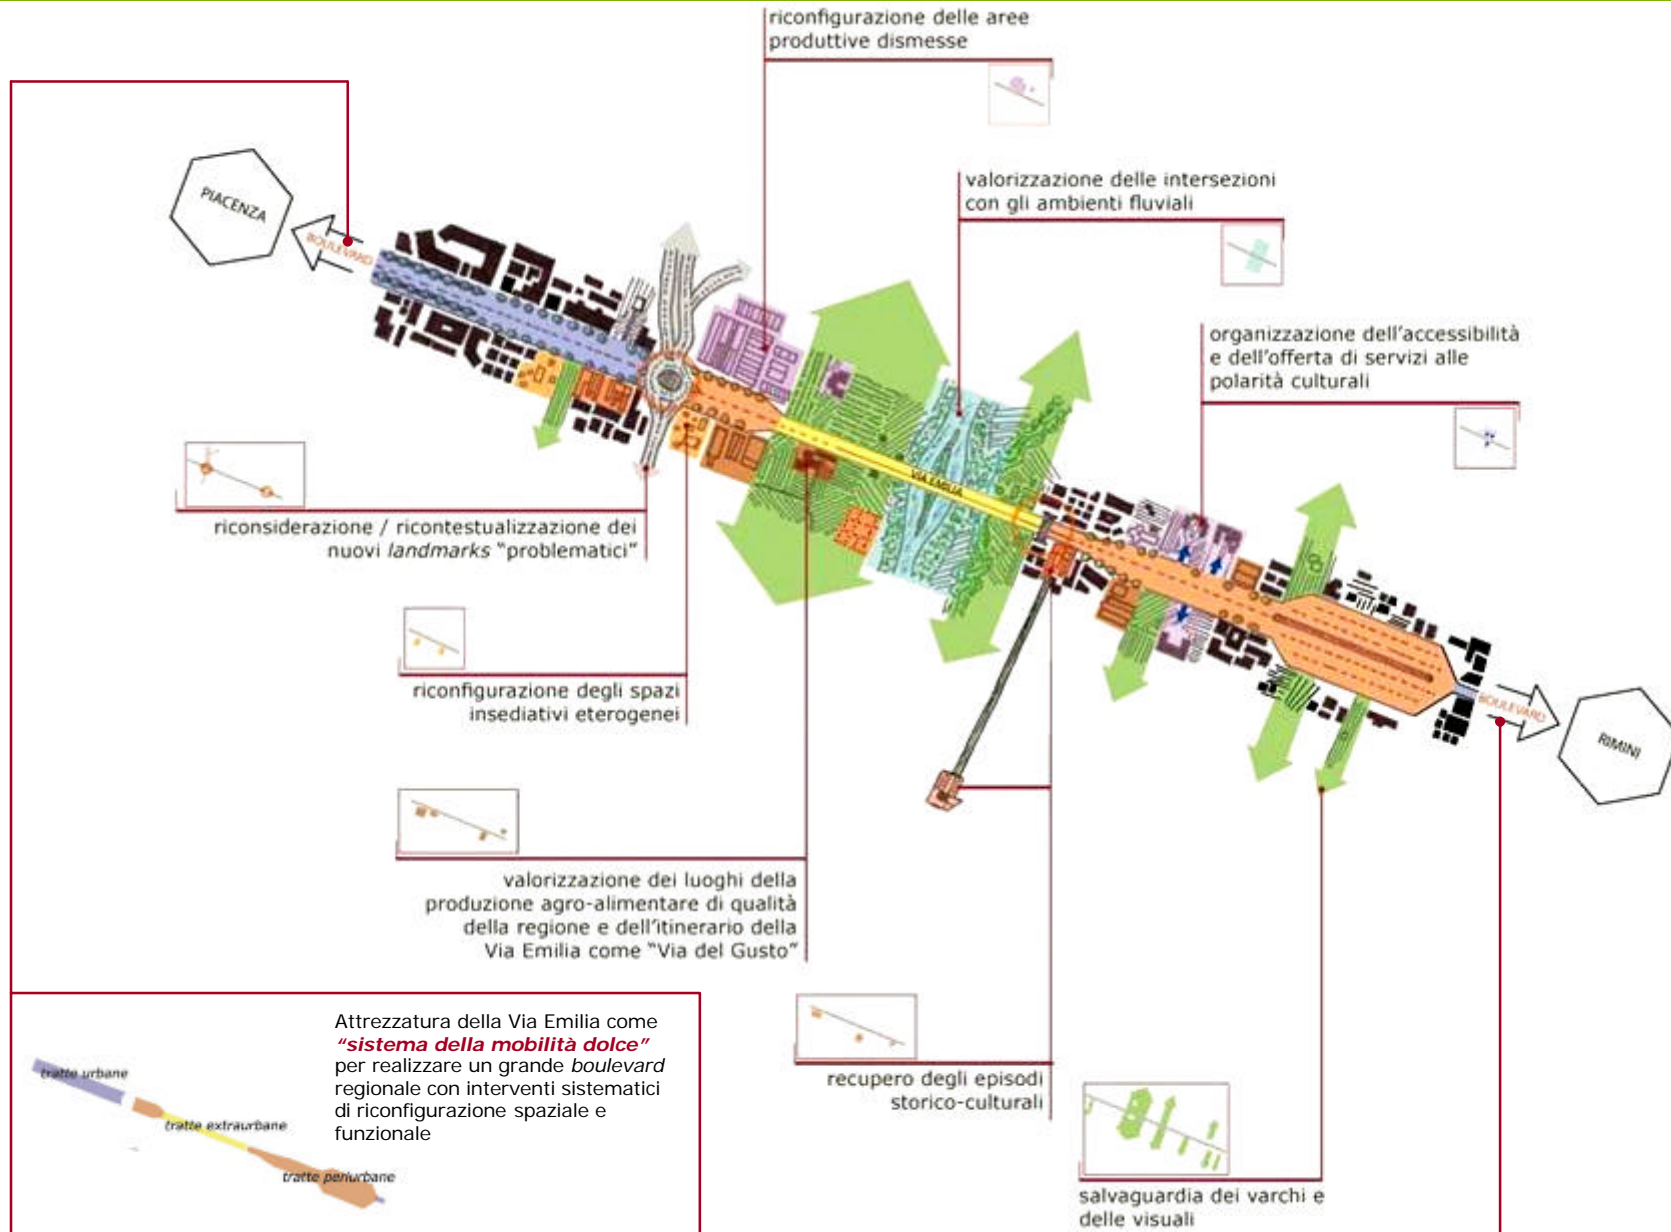 riconfigurazione delle aree
produttive dismesse
PIACENZA
BOULEVARD
valorizzazione delle intersezioni
con gli ambienti fluviali
organizzazione dell'accessibilità
e dell'offerta di servizi alle
polarità culturali
VIA EMILIA
riconsiderazione / ricontestualizzazione dei
nuovi landmarks "problematici"
riconfigurazione degli spazi
insediativi eterogenei
BOULEVARD
RIMINI
valorizzazione dei luoghi della
produzione agro-alimentare di qualità
della regione e dell'itinerario della
Via Emilia come "Via del Gusto"
recupero degli episodi
storico-culturali
salvaguardia dei varchi e
delle visuali
Attrezzatura della Via Emilia come
"sistema della mobilità dolce"
per realizzare un grande boulevard
regionale con interventi sistematici
di riconfigurazione spaziale e
funzionale
tratte urbane
tratte extraurbane
tratte periurbane